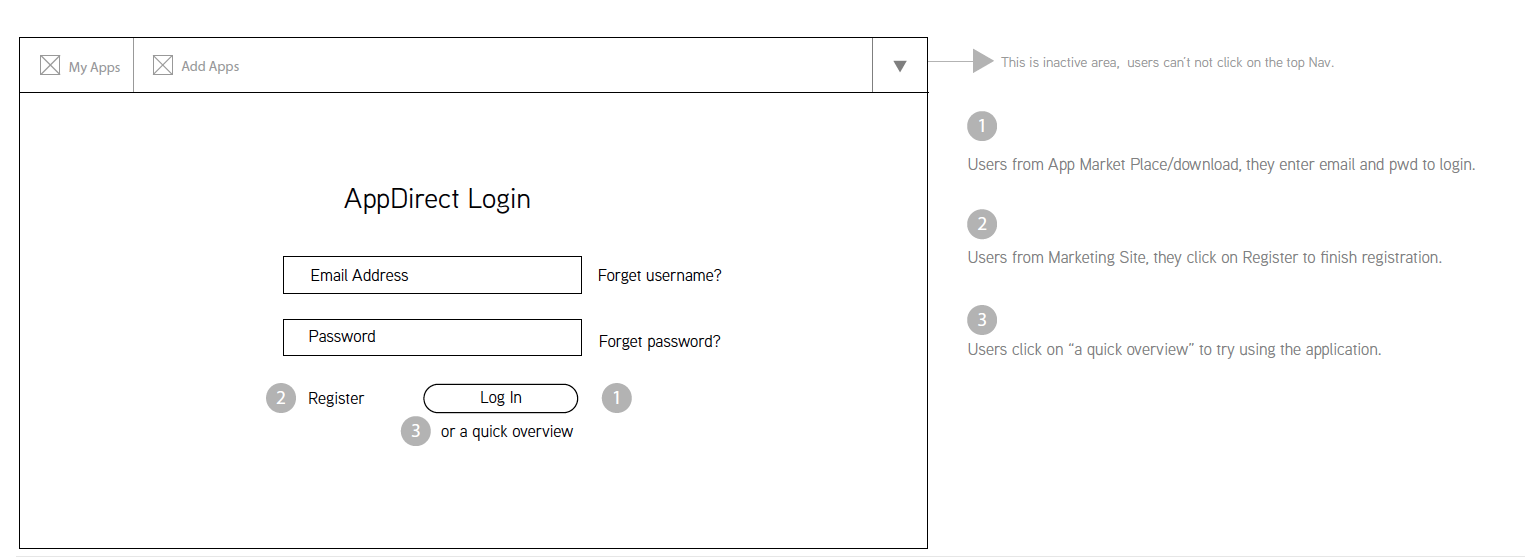 My Apps
Add Apps
▼
This is inactive area, users can't not click on the top Nav.
AppDirect Login
Email Address
Forget username?
Password
Forget password?
2 Register
Log In
1
3 or a quick overview
1
Users from App Market Place/download, they enter email and pwd to login.
2
Users from Marketing Site, they click on Register to finish registration.
3
Users click on “a quick overview” to try using the application.